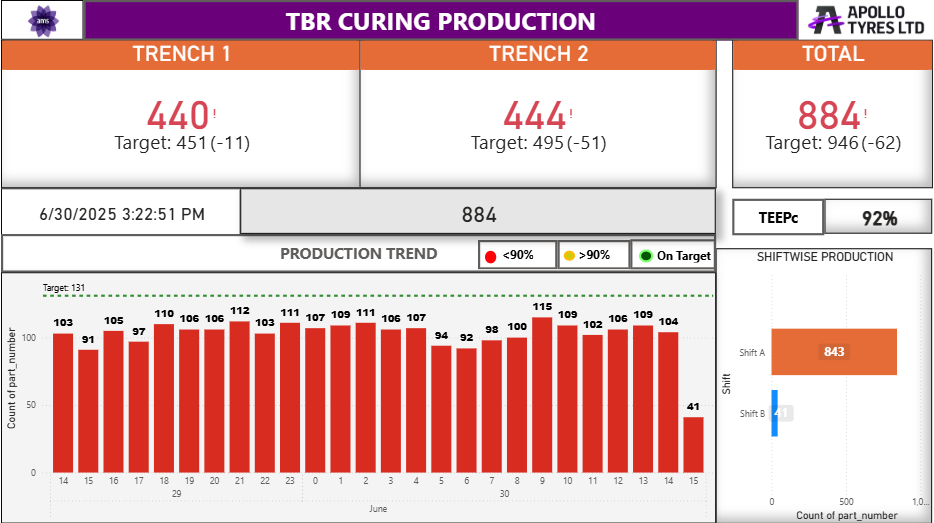 ams
TBR CURING PRODUCTION
APOLLO
TYRES LTD
TRENCH 1
440!
Target: 451 (-11)
TRENCH 2
444!
Target: 495 (-51)
TOTAL
884!
Target: 946 (-62)
6/30/2025 3:22:51 PM
884
TEEPc
92%
PRODUCTION TREND
<90%
>90%
On Target
Target: 131
Count of part_number
100
50
0
103 91 105 97 110 106 106 112 103 111 107 109 111 106 107 94 92 98 100 115 109 102 106 109 104 41
14 15 16 17 18 19 20 21 22 23 0 1 2 3 4 5 6 7 8 9 10 11 12 13 14 15
29 30
June
SHIFTWISE PRODUCTION
Shift
Shift A
843
Shift B
41
0 500 1,0...
Count of part_number